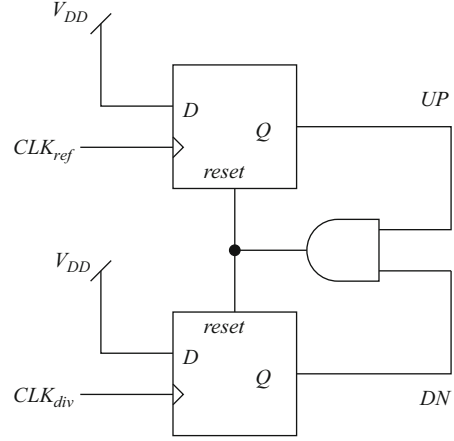 V_DD
D
UP
Q
CLK_ref
reset
V_DD
reset
D
Q
CLK_div
DN